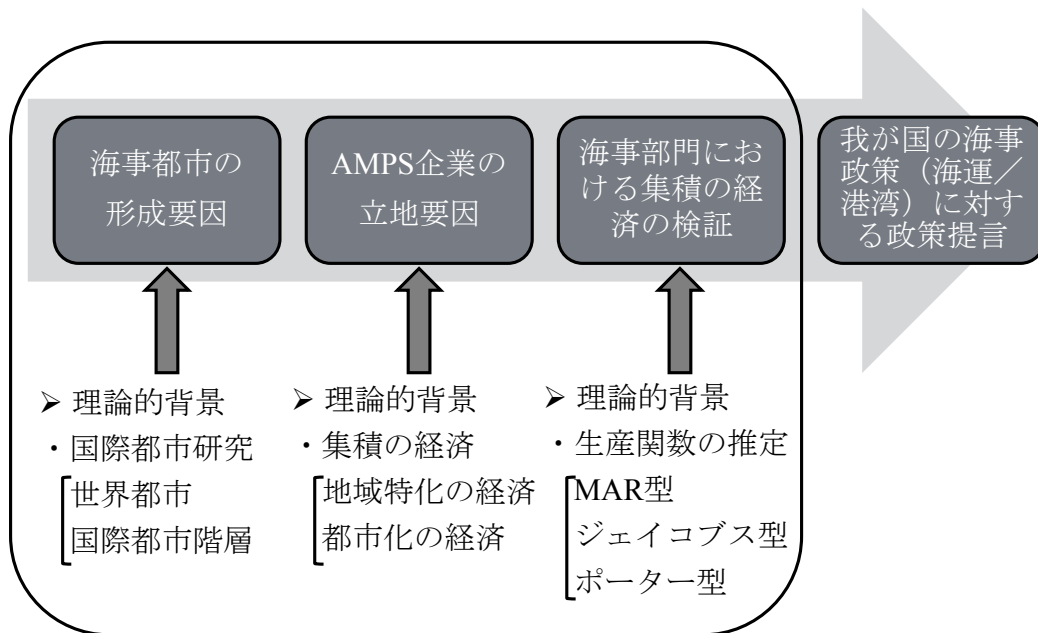 海事都市の
形成要因
AMPS企業の
立地要因
海事部門にお
ける集積の経
済の検証
我が国の海事
政策（海運／
港湾）に対す
る政策提言
➢ 理論的背景
・国際都市研究
世界都市
国際都市階層
➢ 理論的背景
・集積の経済
地域特化の経済
都市化の経済
➢ 理論的背景
・生産関数の推定
MAR型
ジェイコブス型
ポーター型